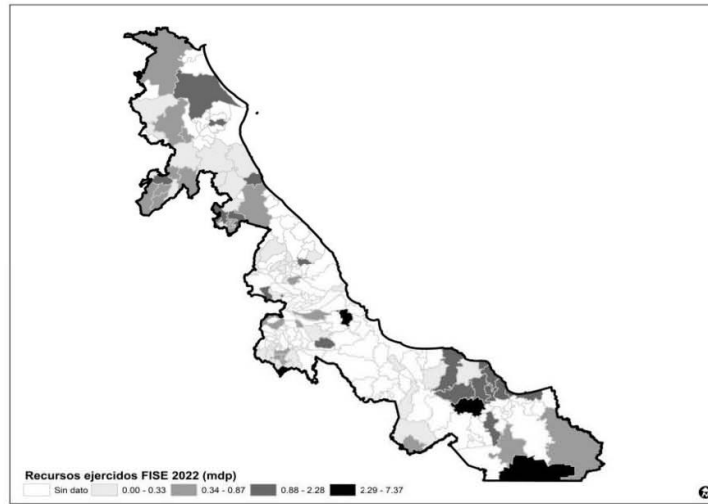 Recursos ejercidos FISE 2022 (mdp)
Sin dato 0.00 - 0.33 0.34 - 0.87 0.88 - 2.28 2.29 - 7.37